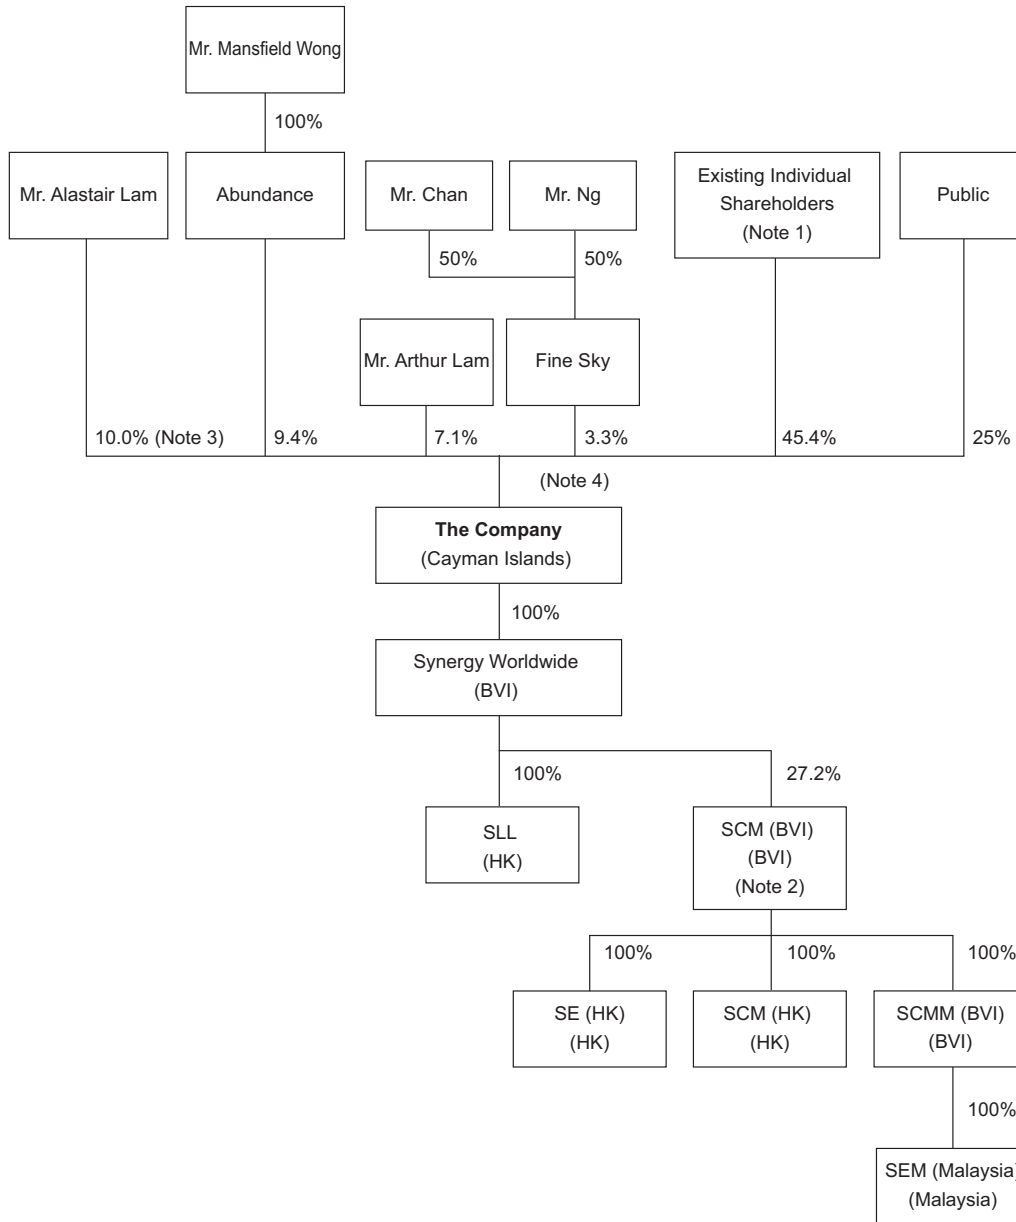 Mr. Mansfield Wong
100%
Mr. Alastair Lam
Abundance
Mr. Chan
Mr. Ng
Existing Individual
Shareholders
(Note 1)
Public
50%
50%
Mr. Arthur Lam
Fine Sky
10.0% (Note 3)
9.4%
7.1%
3.3%
45.4%
25%
(Note 4)
The Company
(Cayman Islands)
100%
Synergy Worldwide
(BVI)
100%
27.2%
SLL
(HK)
SCM (BVI)
(BVI)
(Note 2)
100%
100%
100%
SE (HK)
(HK)
SCM (HK)
(HK)
SCMM (BVI)
(BVI)
100%
SEM (Malaysia)
(Malaysia)